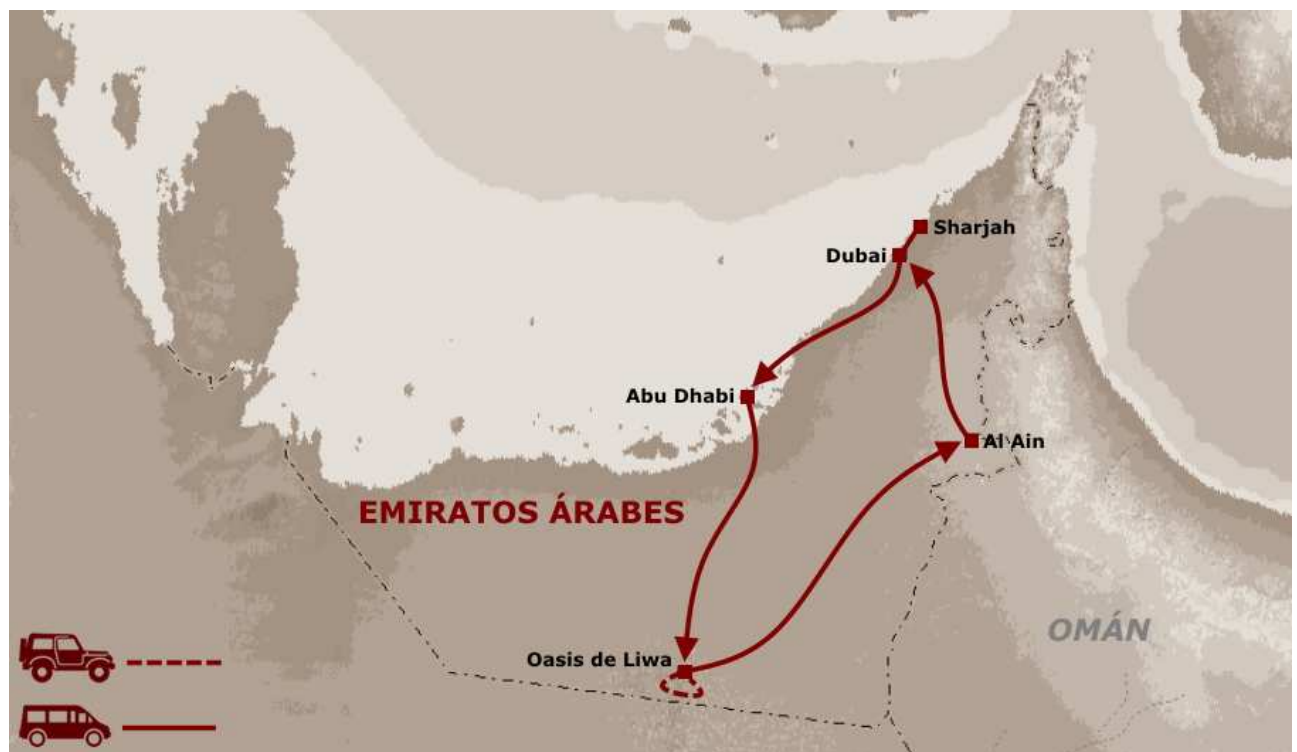 Sharjah
Dubai
Abu Dhabi
Al Ain
EMIRATOS ÁRABES
OMÁN
Oasis de Liwa